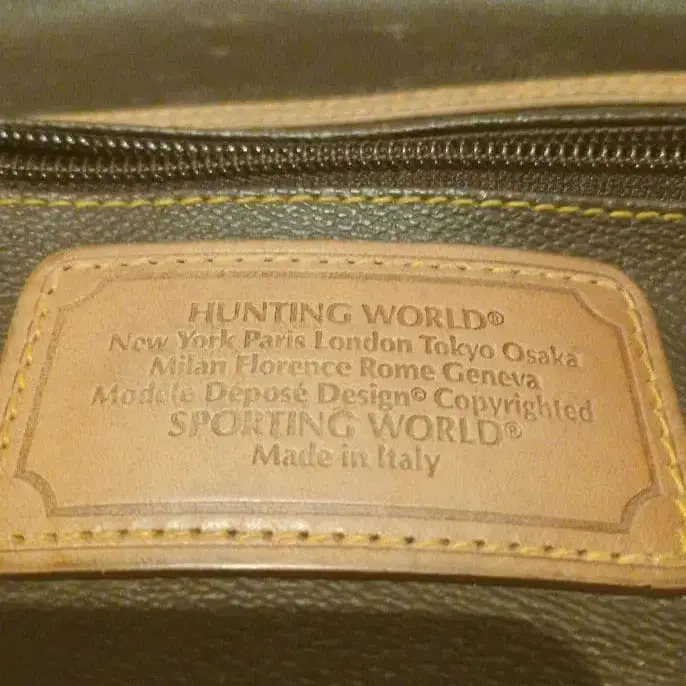 HUNTING WORLD®
New York Paris London Tokyo Osaka
Milan Florence Rome Geneva
Modele Déposé Design© Copyrighted
SPORTING WORLD®
Made in Italy